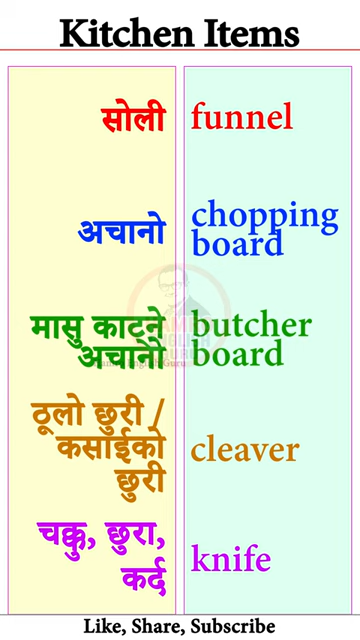 Kitchen Items
सोली funnel
अचानो chopping
board
मासु काट्ने butcher
अचानो board
ठूलो छुरी /
कसाईको cleaver
छुरी
चक्कु, छुरा, knife
कर्द
Like, Share, Subscribe